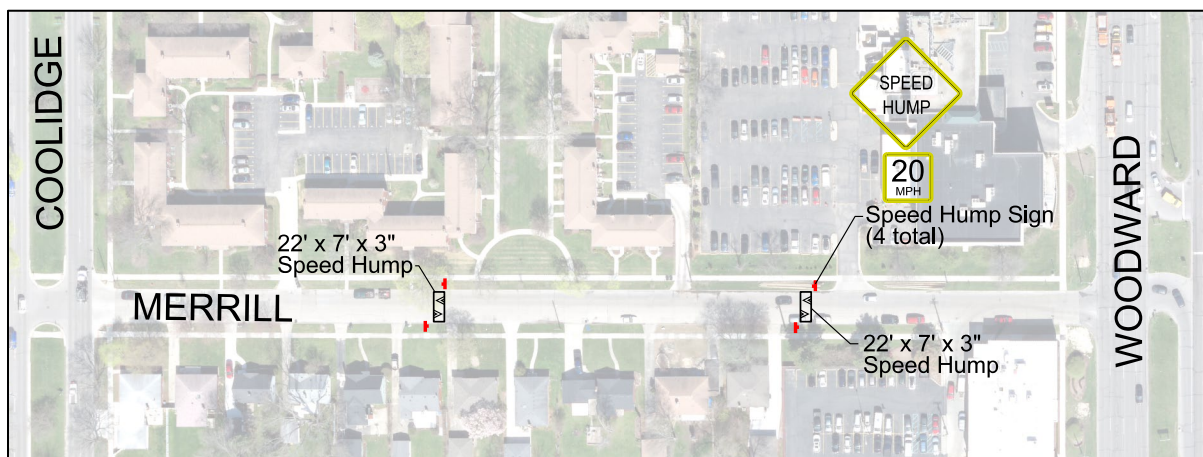 COOLIDGE
SPEED
HUMP
20
MPH
Speed Hump Sign
(4 total)
22' x 7' x 3"
Speed Hump
MERRILL
22' x 7' x 3"
Speed Hump
WOODWARD